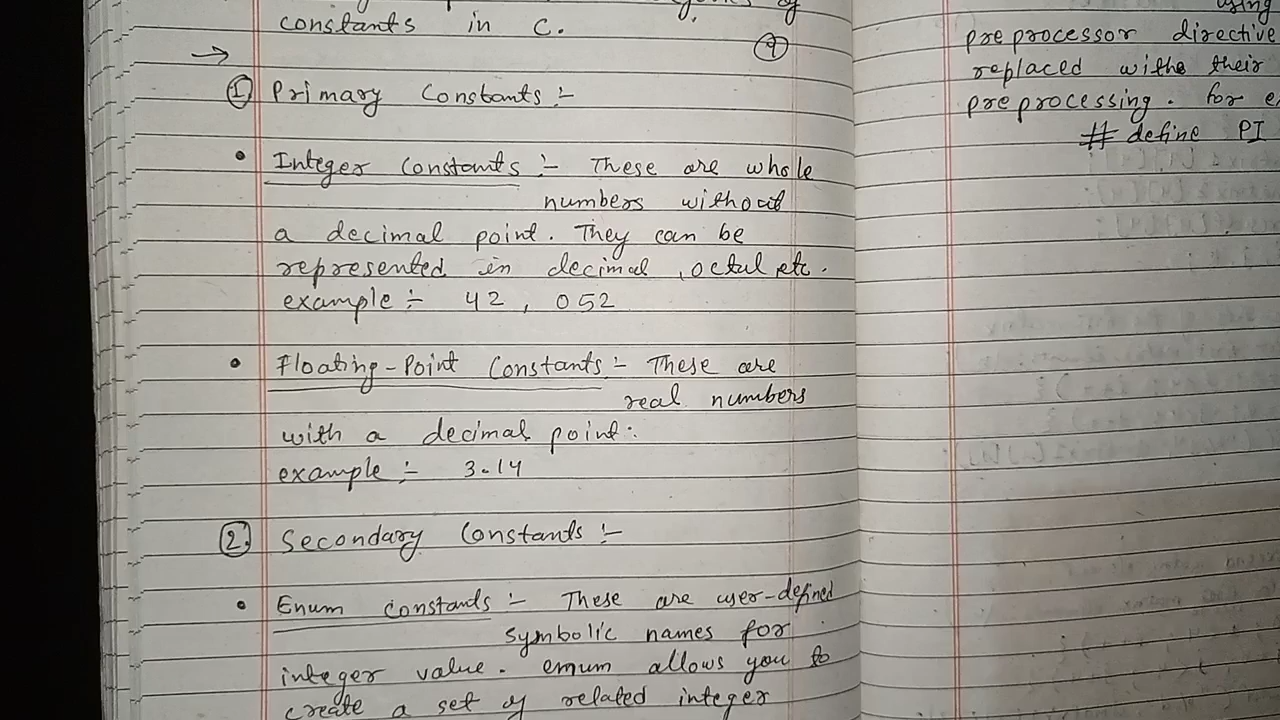 constants in C.
(9)
→
① Primary Constants :-
• Integer Constants :- These are whole
numbers without
a decimal point. They can be
represented in decimal, octal etc.
example :- 42, 052
• Floating-Point Constants :- These are
real numbers
with a decimal point.
example :- 3.14
②. Secondary Constants :-
• Enum Constants :- These are user-defined
symbolic names for
integer value. enum allows you to
create a set of related integer
using
preprocessor directive
replaced withe their
preprocessing. for e
# define PI